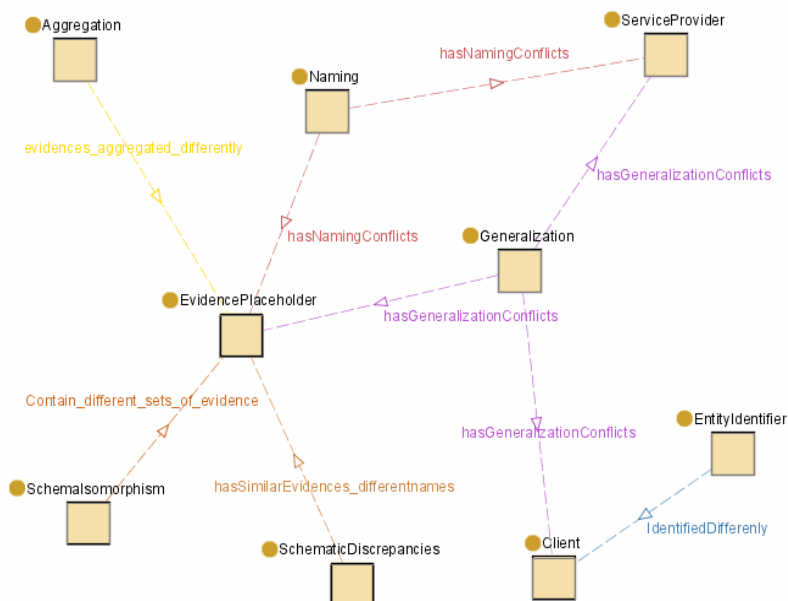 Aggregation
ServiceProvider
hasNamingConflicts
Naming
evidences_aggregated_differently
hasGeneralizationConflicts
hasNamingConflicts
Generalization
EvidencePlaceholder
hasGeneralizationConflicts
Contain_different_sets_of_evidence
EntityIdentifier
hasGeneralizationConflicts
SchemaIsomorphism
hasSimilarEvidences_differentnames
IdentifiedDifferenly
SchematicDiscrepancies
Client